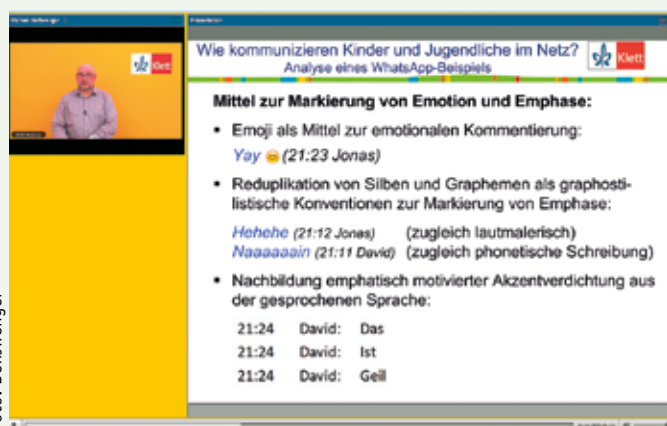 Klett
Wie kommunizieren Kinder und Jugendliche im Netz?
Analyse eines WhatsApp-Beispiels
Klett
Mittel zur Markierung von Emotion und Emphase:
▪ Emoji als Mittel zur emotionalen Kommentierung:
Yay 😊 (21:23 Jonas)
▪ Reduplikation von Silben und Graphemen als graphosti-
listische Konventionen zur Markierung von Emphase:
Hehehe (21:12 Jonas) (zugleich lautmalerisch)
Naaaaaain (21:11 David) (zugleich phonetische Schreibung)
▪ Nachbildung emphatisch motivierter Akzentverdichtung aus
der gesprochenen Sprache:
21:24 David: Das
21:24 David: Ist
21:24 David: Geil